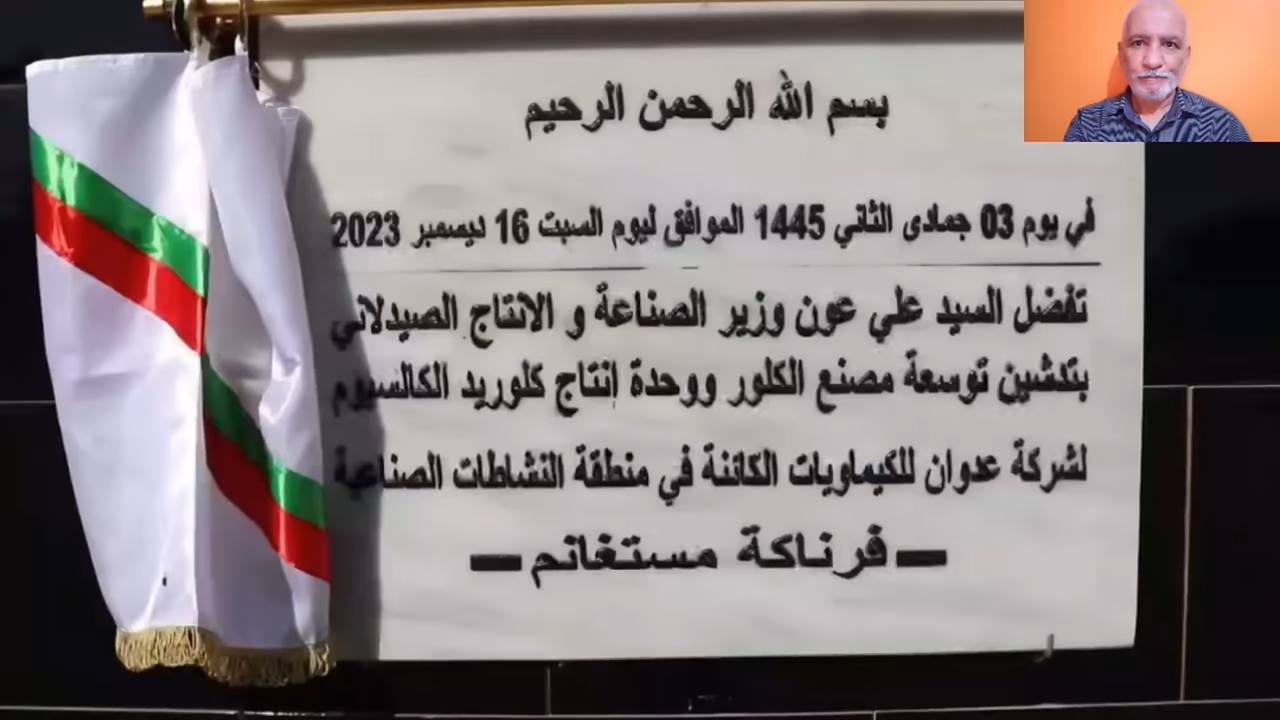 بسم الله الرحمن الرحيم
في يوم 03 جمادى الثاني 1445 الموافق ليوم السبت 16 ديسمبر 2023
تفضل السيد علي عون وزير الصناعة و الانتاج الصيدلاني
بتدشين توسعة مصنع الكلور ووحدة إنتاج كلوريد الكالسيوم
لشركة عدوان للكيماويات الكائنة في منطقة النشاطات الصناعية
– فرناكة مستغانم –